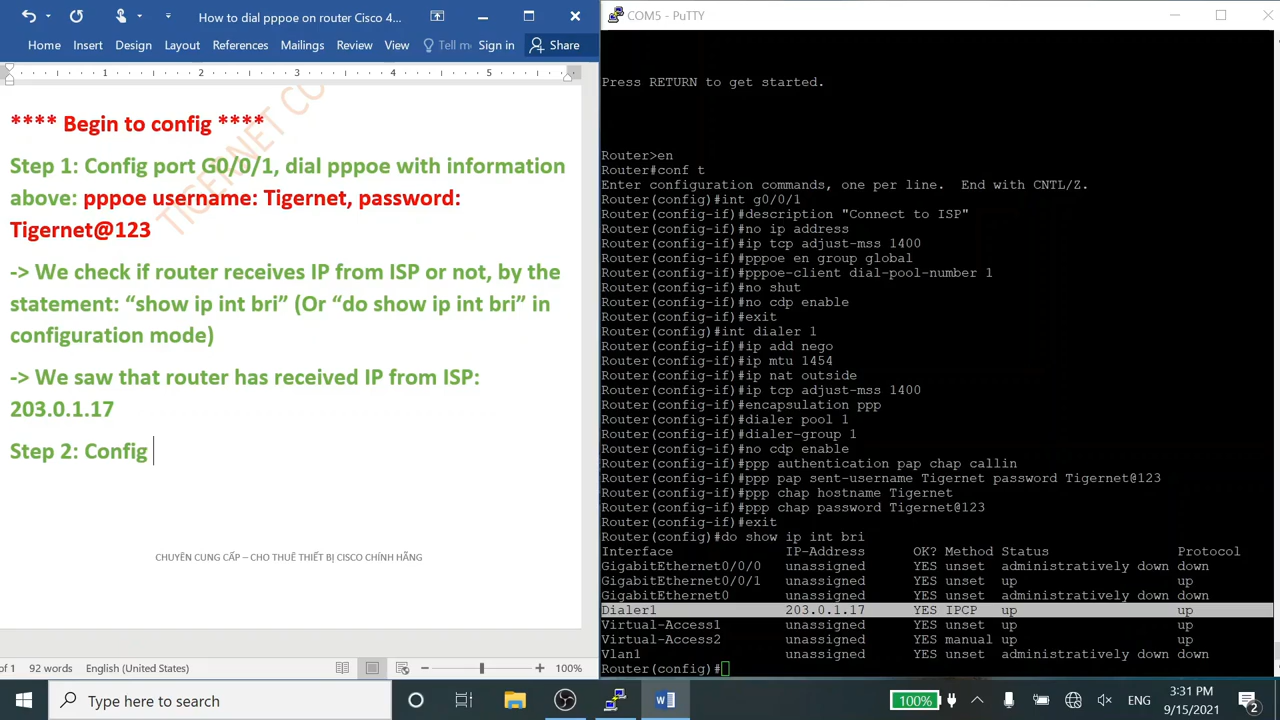 How to dial pppoe on router Cisco 4...
Home Insert Design Layout References Mailings Review View Tell me Sign in Share
1 2 3 4 5
TIGERNET CO
**** Begin to config ****
Step 1: Config port G0/0/1, dial pppoe with information
above: pppoe username: Tigernet, password:
Tigernet@123
-> We check if router receives IP from ISP or not, by the
statement: “show ip int bri” (Or “do show ip int bri” in
configuration mode)
-> We saw that router has received IP from ISP:
203.0.1.17
Step 2: Config
CHUYÊN CUNG CẤP – CHO THUÊ THIẾT BỊ CISCO CHÍNH HÃNG
of 1 92 words English (United States) 100%
COM5 - PuTTY
Press RETURN to get started.
Router>en
Router#conf t
Enter configuration commands, one per line. End with CNTL/Z.
Router(config)#int g0/0/1
Router(config-if)#description "Connect to ISP"
Router(config-if)#no ip address
Router(config-if)#ip tcp adjust-mss 1400
Router(config-if)#pppoe en group global
Router(config-if)#pppoe-client dial-pool-number 1
Router(config-if)#no shut
Router(config-if)#no cdp enable
Router(config-if)#exit
Router(config)#int dialer 1
Router(config-if)#ip add nego
Router(config-if)#ip mtu 1454
Router(config-if)#ip nat outside
Router(config-if)#ip tcp adjust-mss 1400
Router(config-if)#encapsulation ppp
Router(config-if)#dialer pool 1
Router(config-if)#dialer-group 1
Router(config-if)#no cdp enable
Router(config-if)#ppp authentication pap chap callin
Router(config-if)#ppp pap sent-username Tigernet password Tigernet@123
Router(config-if)#ppp chap hostname Tigernet
Router(config-if)#ppp chap password Tigernet@123
Router(config-if)#exit
Router(config)#do show ip int bri
Interface IP-Address OK? Method Status Protocol
GigabitEthernet0/0/0 unassigned YES unset administratively down down
GigabitEthernet0/0/1 unassigned YES unset up up
GigabitEthernet0 unassigned YES unset administratively down down
Dialer1 203.0.1.17 YES IPCP up up
Virtual-Access1 unassigned YES unset up up
Virtual-Access2 unassigned YES manual up up
Vlan1 unassigned YES unset administratively down down
Router(config)#
Type here to search
100% ENG 3:31 PM
9/15/2021 2